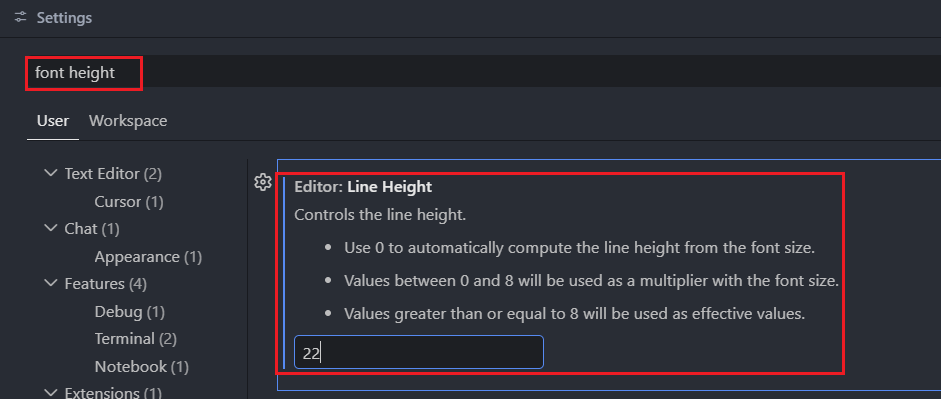 Settings
font height
User Workspace
Text Editor (2)
Cursor (1)
Chat (1)
Appearance (1)
Features (4)
Debug (1)
Terminal (2)
Notebook (1)
Extensions (1)
Editor: Line Height
Controls the line height.
• Use 0 to automatically compute the line height from the font size.
• Values between 0 and 8 will be used as a multiplier with the font size.
• Values greater than or equal to 8 will be used as effective values.
22